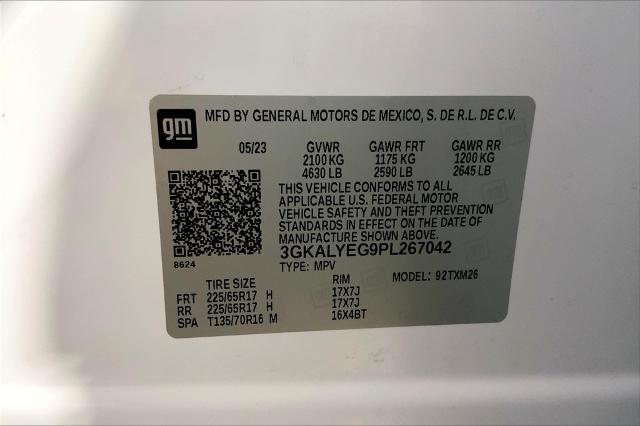 gm
MFD BY GENERAL MOTORS DE MEXICO, S. DE R.L. DE C.V.
05/23 GVWR GAWR FRT GAWR RR
2100 KG 1175 KG 1200 KG
4630 LB 2590 LB 2645 LB
THIS VEHICLE CONFORMS TO ALL
APPLICABLE U.S. FEDERAL MOTOR
VEHICLE SAFETY AND THEFT PREVENTION
STANDARDS IN EFFECT ON THE DATE OF
MANUFACTURE SHOWN ABOVE.
3GKALYEG9PL267042
8624
TYPE: MPV MODEL: 92TXM26
TIRE SIZE RIM
FRT 225/65R17 H 17X7J
RR 225/65R17 H 17X7J
SPA T135/70R16 M 16X4BT